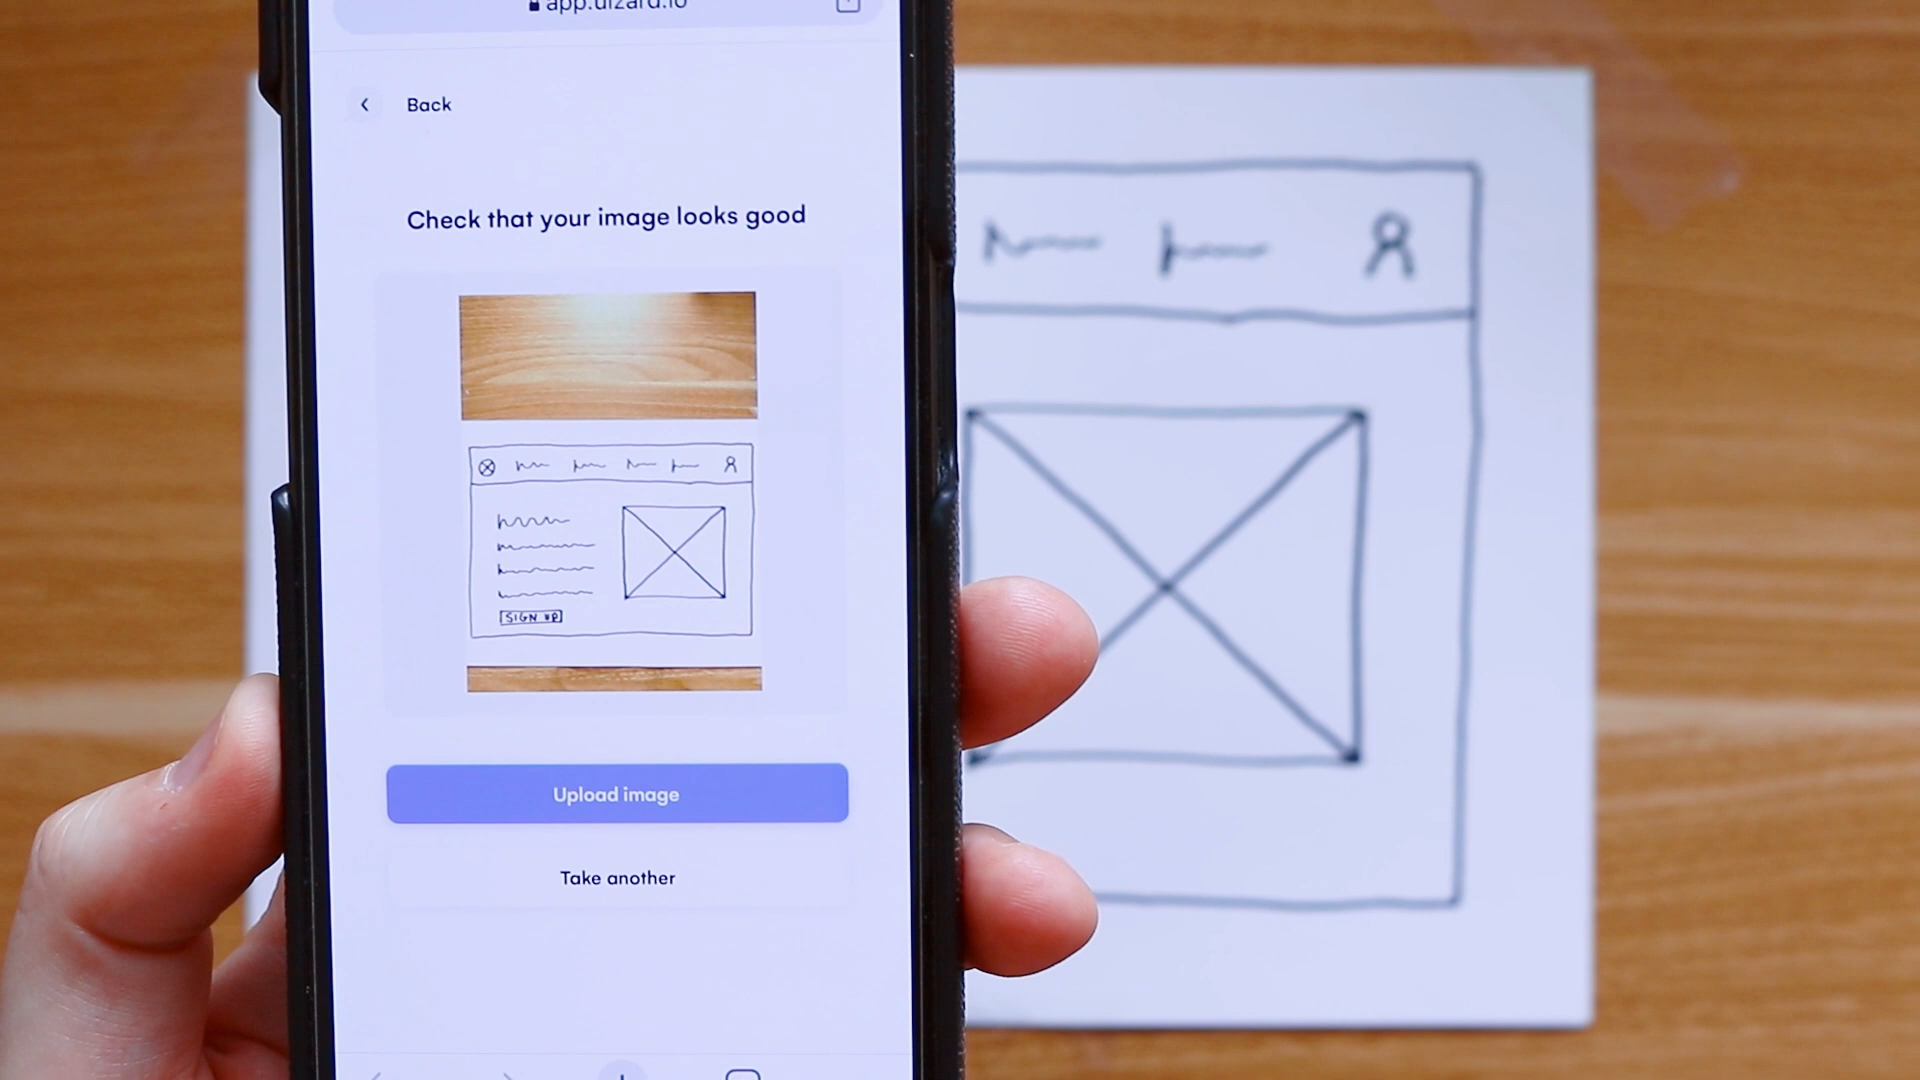 app.uizard.io
Back
Check that your image looks good
SIGN UP
Upload image
Take another